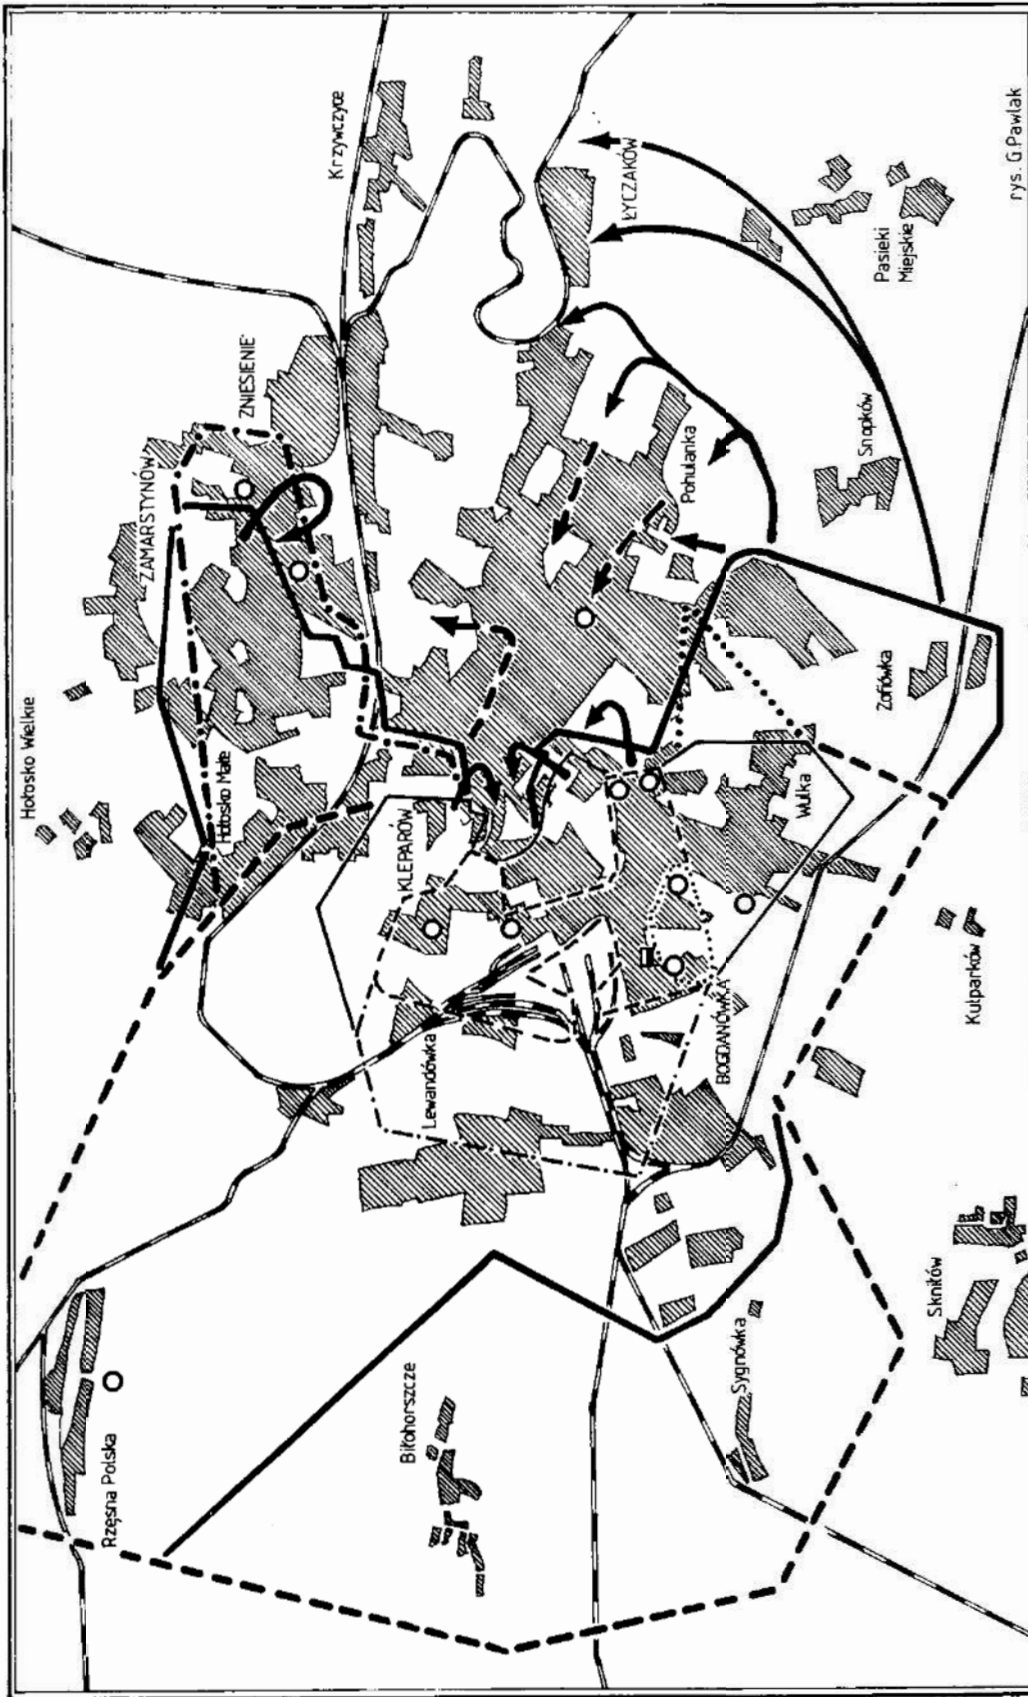 Hołosko Wielkie
ZAMARSTYNÓW
ZNIESIENIE
Krzywczyce
Hołosko Małe
KLEPARÓW
ŁYCZAKÓW
Rzęsna Polska
Lewandówka
Pohulanka
Pasieki
Miejskie
Biłohorszcze
BOGDANÓWKA
Wulka
Snopków
Zofiówka
Sygnówka
Kulparków
Skniłów
rys. G.Pawlak